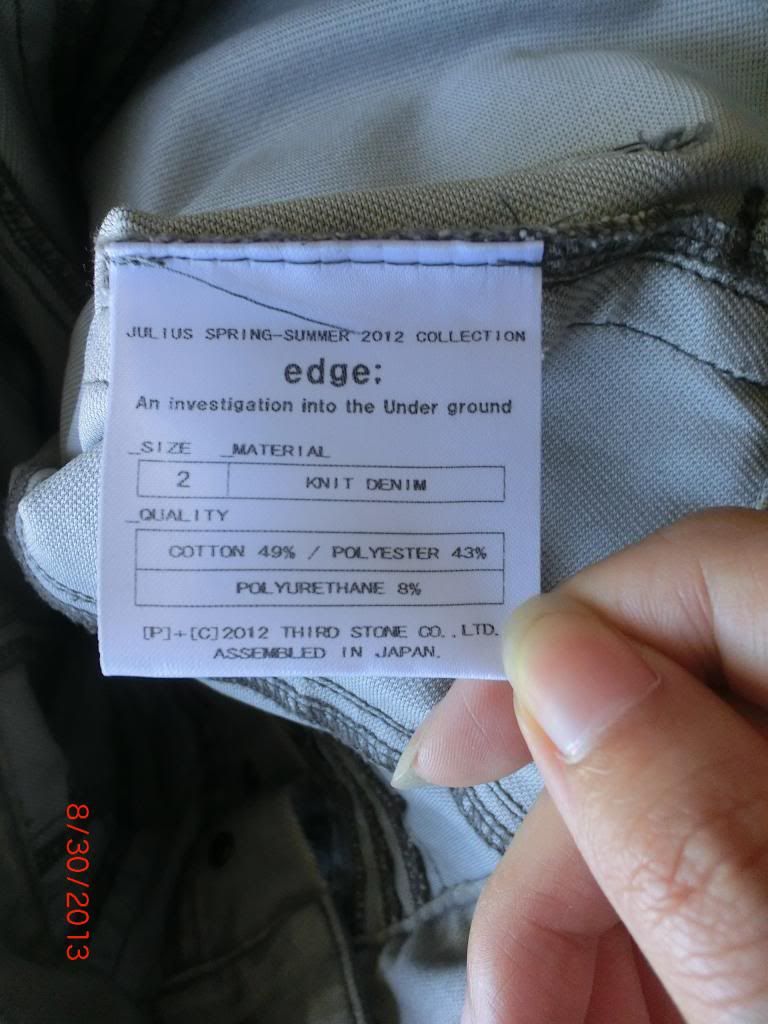 JULIUS SPRING-SUMMER 2012 COLLECTION
edge:
An investigation into the Under ground
_SIZE _MATERIAL
2 KNIT DENIM
_QUALITY
COTTON 49% / POLYESTER 43%
POLYURETHANE 8%
[P]+[C]2012 THIRD STONE CO.,LTD.
ASSEMBLED IN JAPAN.
8/30/2013